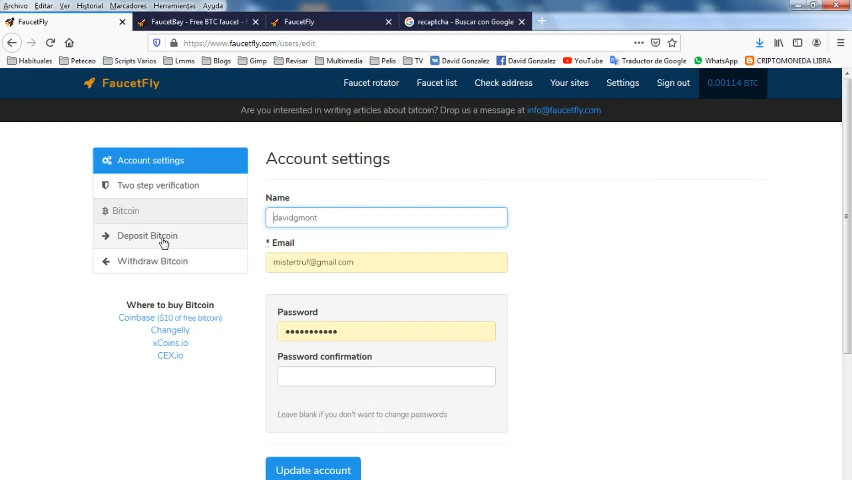 Archivo Editar Ver Historial Marcadores Herramientas Ayuda
FaucetFly FaucetBay - Free BTC faucet - FaucetFly recaptcha - Buscar con Google
https://www.faucetfly.com/users/edit
Habituales Peteceo Scripts Varios Lmms Blogs Gimp Revisar Multimedia Pelis TV David Gonzalez David Gonzalez YouTube Traductor de Google WhatsApp CRIPTOMONEDA LIBRA
FaucetFly Faucet rotator Faucet list Check address Your sites Settings Sign out 0.00114 BTC
Are you interested in writing articles about bitcoin? Drop us a message at info@faucetfly.com
Account settings
Two step verification
Bitcoin
Deposit Bitcoin
Withdraw Bitcoin
Where to buy Bitcoin
Coinbase ($10 of free bitcoin)
Changelly
xCoins.io
CEX.io
Account settings
Name
davidgmont
* Email
mistertruf@gmail.com
Password
•••••••••••
Password confirmation
Leave blank if you don't want to change passwords
Update account